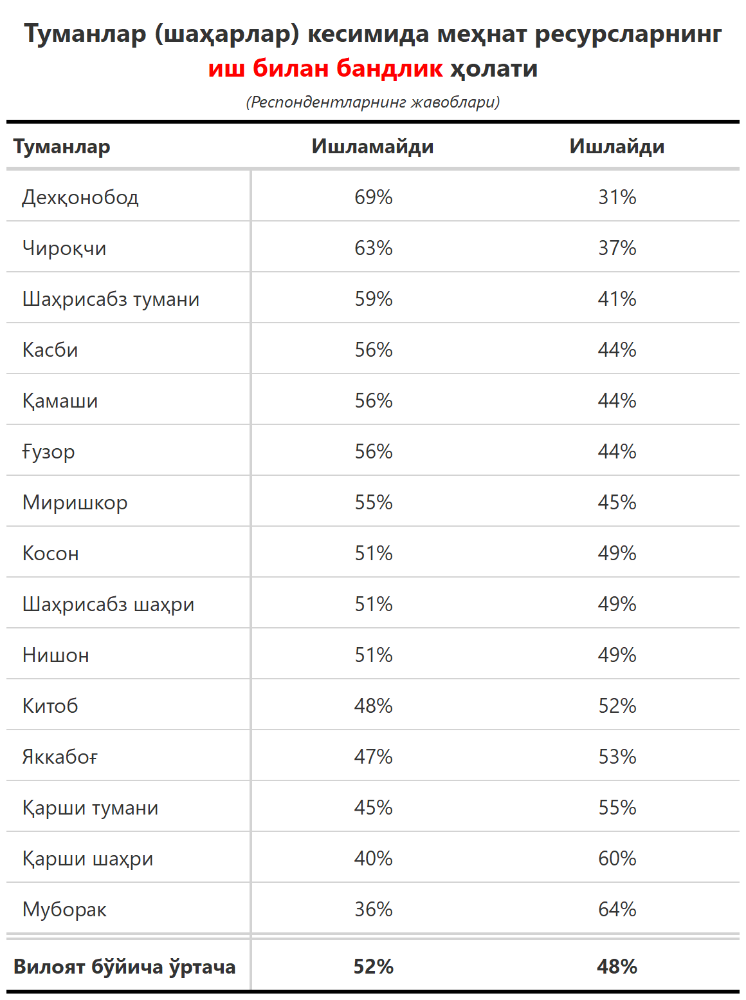 Туманлар (шаҳарлар) кесимида меҳнат ресурсларнинг
иш билан бандлик ҳолати
(Респондентларнинг жавоблари)
Туманлар Ишламайди Ишлайди
Дехқонобод 69% 31%
Чироқчи 63% 37%
Шаҳрисабз тумани 59% 41%
Касби 56% 44%
Қамаши 56% 44%
Ғузор 56% 44%
Миришкор 55% 45%
Косон 51% 49%
Шаҳрисабз шаҳри 51% 49%
Нишон 51% 49%
Китоб 48% 52%
Яккабоғ 47% 53%
Қарши тумани 45% 55%
Қарши шаҳри 40% 60%
Муборак 36% 64%
Вилоят бўйича ўртача 52% 48%